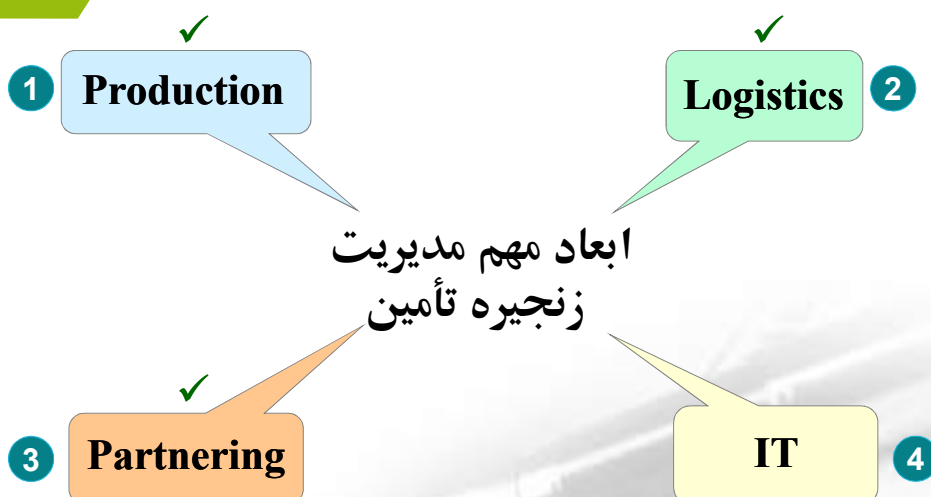 1
Production
Logistics
2
ابعاد مهم مدیریت
زنجیره تأمین
3
Partnering
IT
4